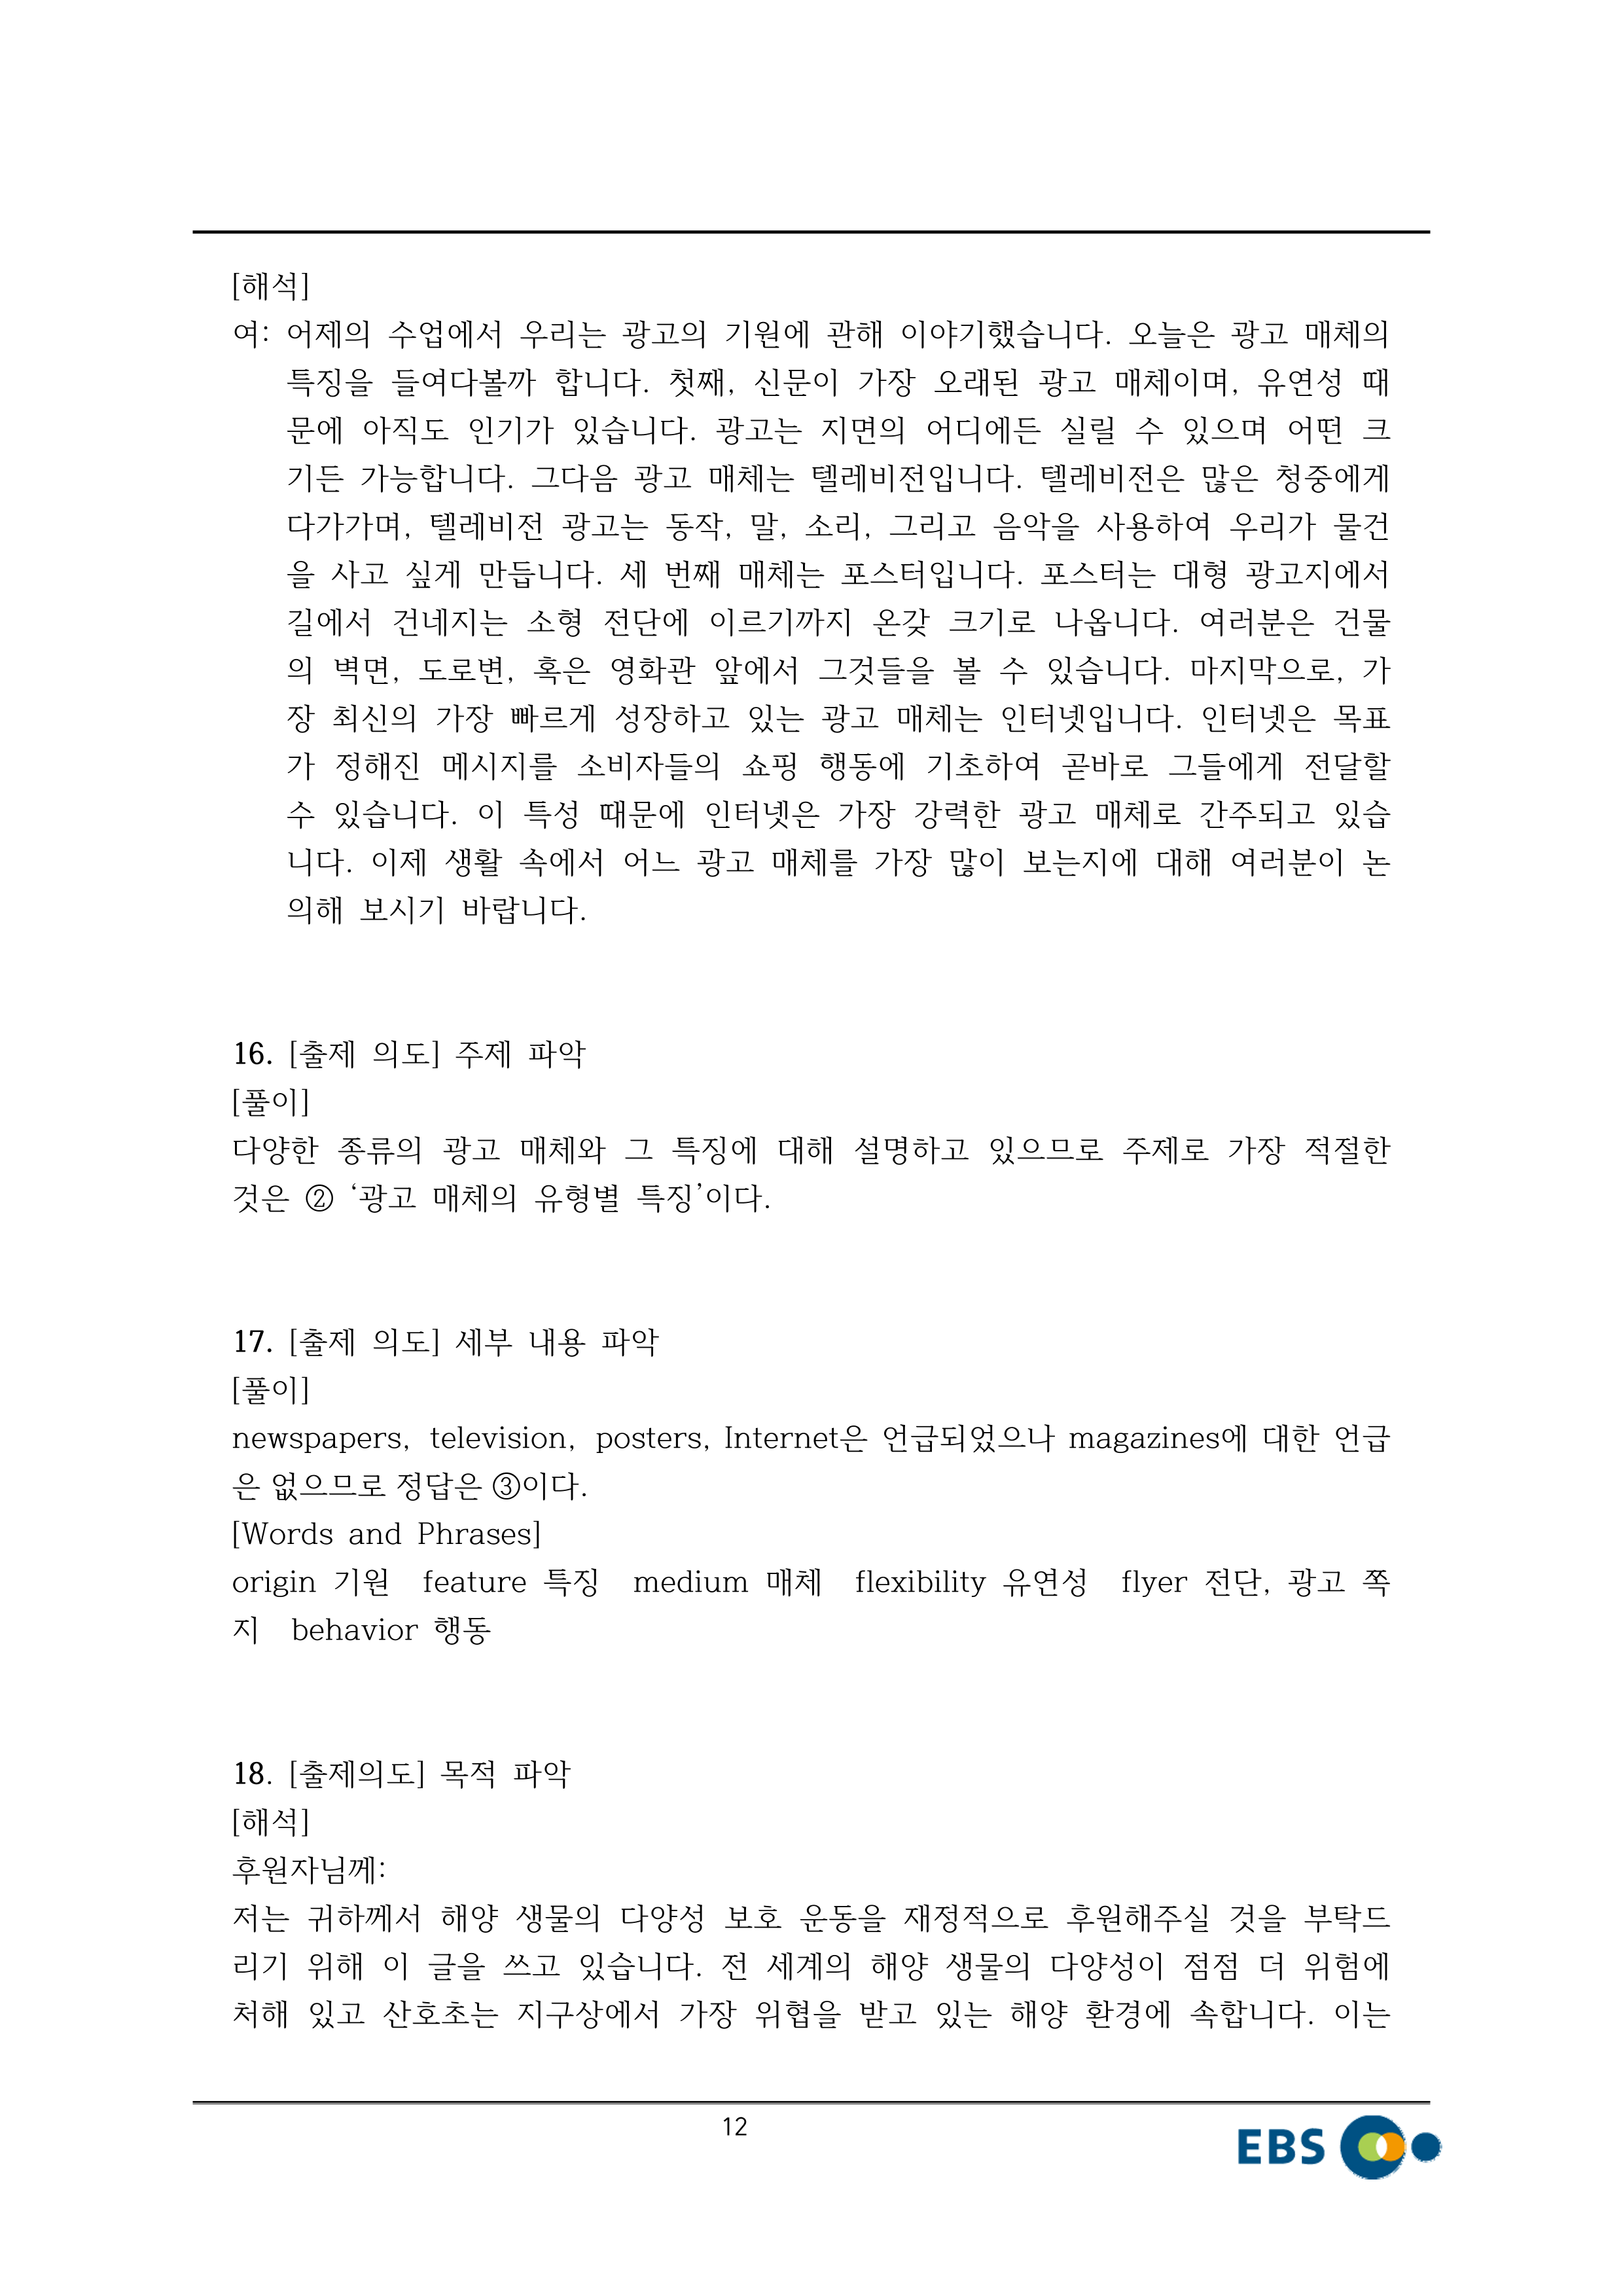 [해석]
여: 어제의 수업에서 우리는 광고의 기원에 관해 이야기했습니다. 오늘은 광고 매체의
특징을 들여다볼까 합니다. 첫째, 신문이 가장 오래된 광고 매체이며, 유연성 때
문에 아직도 인기가 있습니다. 광고는 지면의 어디에든 실릴 수 있으며 어떤 크
기든 가능합니다. 그다음 광고 매체는 텔레비전입니다. 텔레비전은 많은 청중에게
다가가며, 텔레비전 광고는 동작, 말, 소리, 그리고 음악을 사용하여 우리가 물건
을 사고 싶게 만듭니다. 세 번째 매체는 포스터입니다. 포스터는 대형 광고지에서
길에서 건네지는 소형 전단에 이르기까지 온갖 크기로 나옵니다. 여러분은 건물
의 벽면, 도로변, 혹은 영화관 앞에서 그것들을 볼 수 있습니다. 마지막으로, 가
장 최신의 가장 빠르게 성장하고 있는 광고 매체는 인터넷입니다. 인터넷은 목표
가 정해진 메시지를 소비자들의 쇼핑 행동에 기초하여 곧바로 그들에게 전달할
수 있습니다. 이 특성 때문에 인터넷은 가장 강력한 광고 매체로 간주되고 있습
니다. 이제 생활 속에서 어느 광고 매체를 가장 많이 보는지에 대해 여러분이 논
의해 보시기 바랍니다.
16. [출제 의도] 주제 파악
[풀이]
다양한 종류의 광고 매체와 그 특징에 대해 설명하고 있으므로 주제로 가장 적절한
것은 ② ‘광고 매체의 유형별 특징’이다.
17. [출제 의도] 세부 내용 파악
[풀이]
newspapers, television, posters, Internet은 언급되었으나 magazines에 대한 언급
은 없으므로 정답은 ③이다.
[Words and Phrases]
origin 기원 feature 특징 medium 매체 flexibility 유연성 flyer 전단, 광고 쪽
지 behavior 행동
18. [출제의도] 목적 파악
[해석]
후원자님께:
저는 귀하께서 해양 생물의 다양성 보호 운동을 재정적으로 후원해주실 것을 부탁드
리기 위해 이 글을 쓰고 있습니다. 전 세계의 해양 생물의 다양성이 점점 더 위험에
처해 있고 산호초는 지구상에서 가장 위협을 받고 있는 해양 환경에 속합니다. 이는
12
EBS